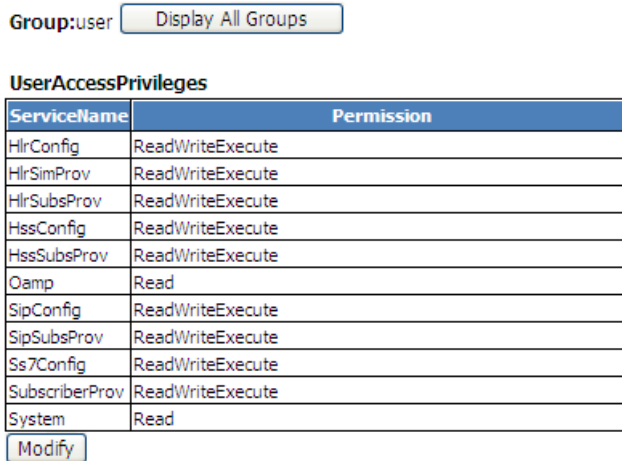 Group:user Display All Groups
UserAccessPrivileges
ServiceName Permission
HlrConfig ReadWriteExecute
HlrSimProv ReadWriteExecute
HlrSubsProv ReadWriteExecute
HssConfig ReadWriteExecute
HssSubsProv ReadWriteExecute
Oamp Read
SipConfig ReadWriteExecute
SipSubsProv ReadWriteExecute
Ss7Config ReadWriteExecute
SubscriberProv ReadWriteExecute
System Read
Modify